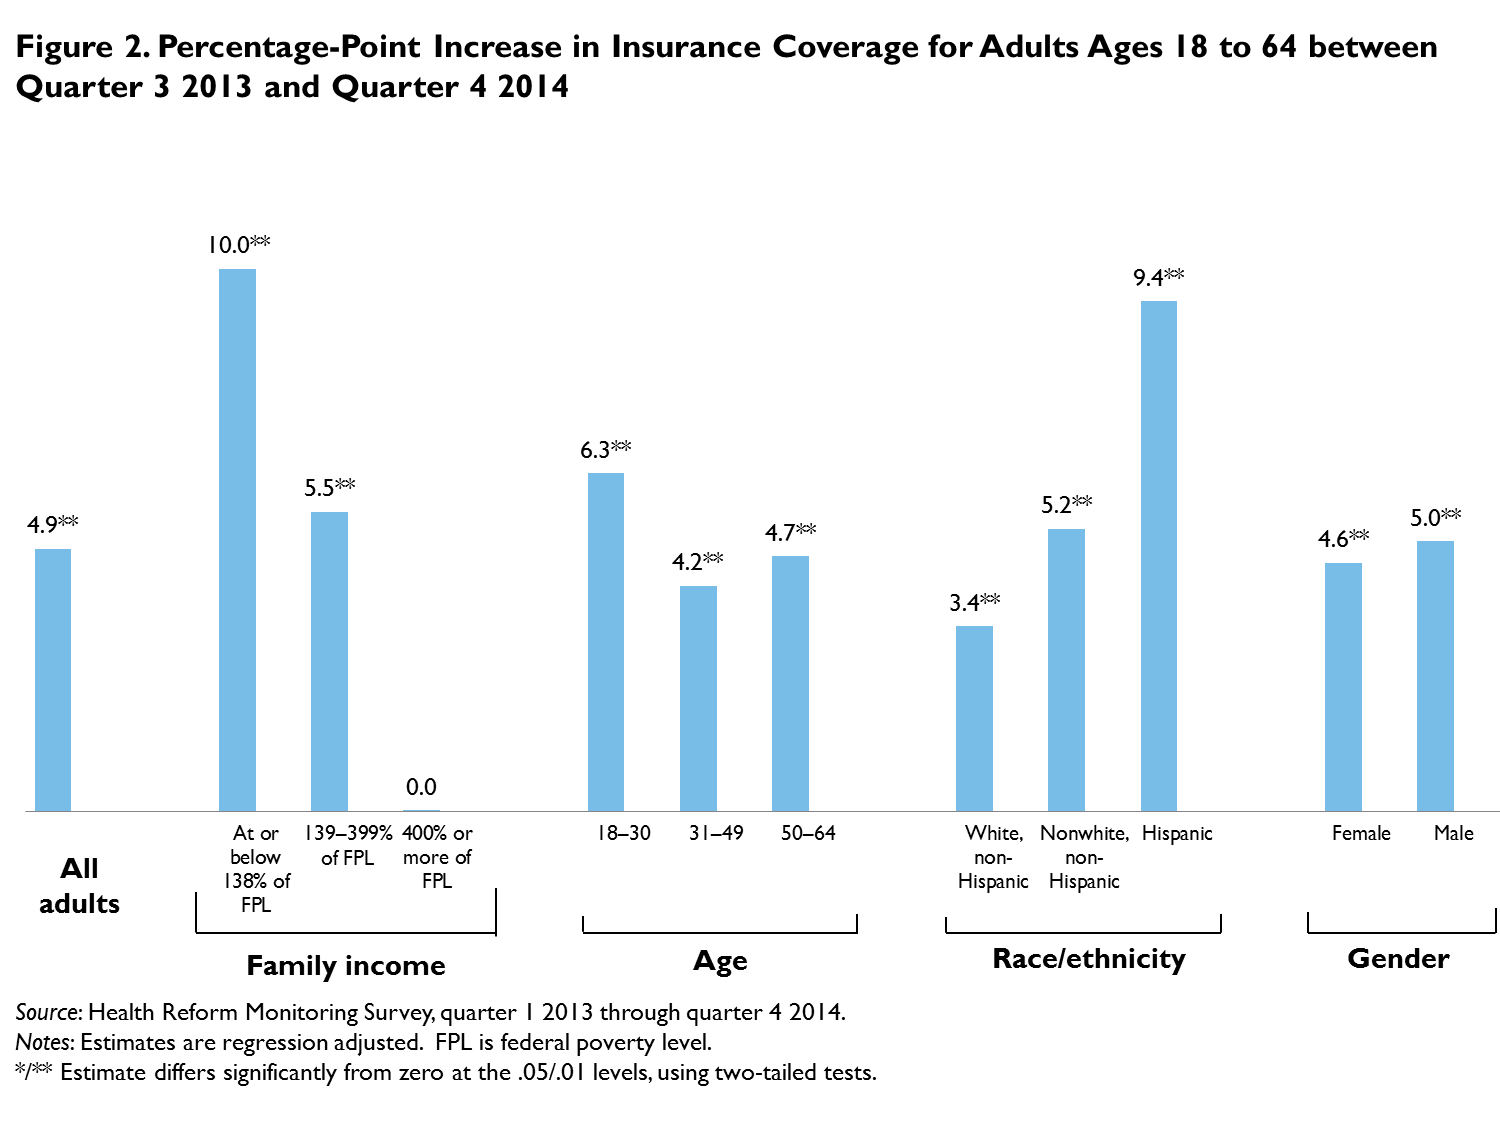 Figure 2. Percentage-Point Increase in Insurance Coverage for Adults Ages 18 to 64 between
Quarter 3 2013 and Quarter 4 2014
4.9**
10.0**
5.5**
0.0
6.3**
4.2**
4.7**
3.4**
5.2**
9.4**
4.6**
5.0**
All
adults
At or
below
138% of
FPL
139–399%
of FPL
400% or
more of
FPL
Family income
18–30
31–49
50–64
Age
White,
non-
Hispanic
Nonwhite,
non-
Hispanic
Hispanic
Race/ethnicity
Female
Male
Gender
Source: Health Reform Monitoring Survey, quarter 1 2013 through quarter 4 2014.
Notes: Estimates are regression adjusted.  FPL is federal poverty level.
*/** Estimate differs significantly from zero at the .05/.01 levels, using two-tailed tests.